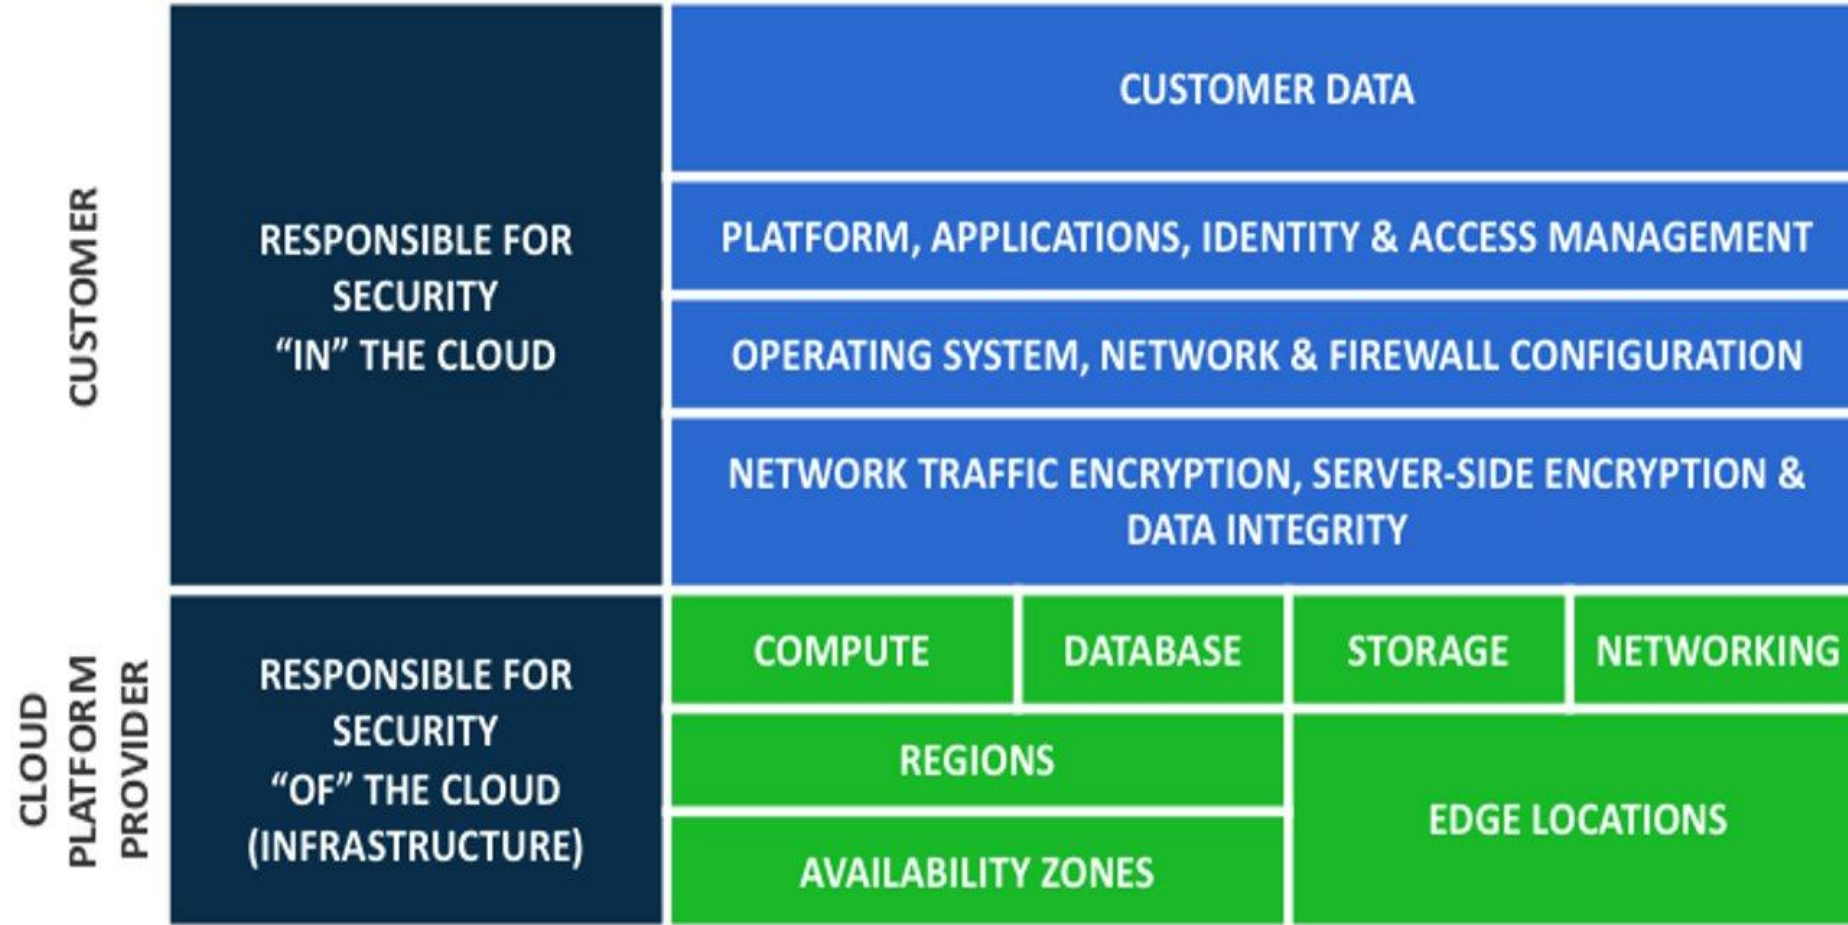 CUSTOMER
RESPONSIBLE FOR
SECURITY
“IN” THE CLOUD
CUSTOMER DATA
PLATFORM, APPLICATIONS, IDENTITY & ACCESS MANAGEMENT
OPERATING SYSTEM, NETWORK & FIREWALL CONFIGURATION
NETWORK TRAFFIC ENCRYPTION, SERVER-SIDE ENCRYPTION &
DATA INTEGRITY
CLOUD
PLATFORM
PROVIDER
RESPONSIBLE FOR
SECURITY
“OF” THE CLOUD
(INFRASTRUCTURE)
COMPUTE
DATABASE
STORAGE
NETWORKING
REGIONS
AVAILABILITY ZONES
EDGE LOCATIONS